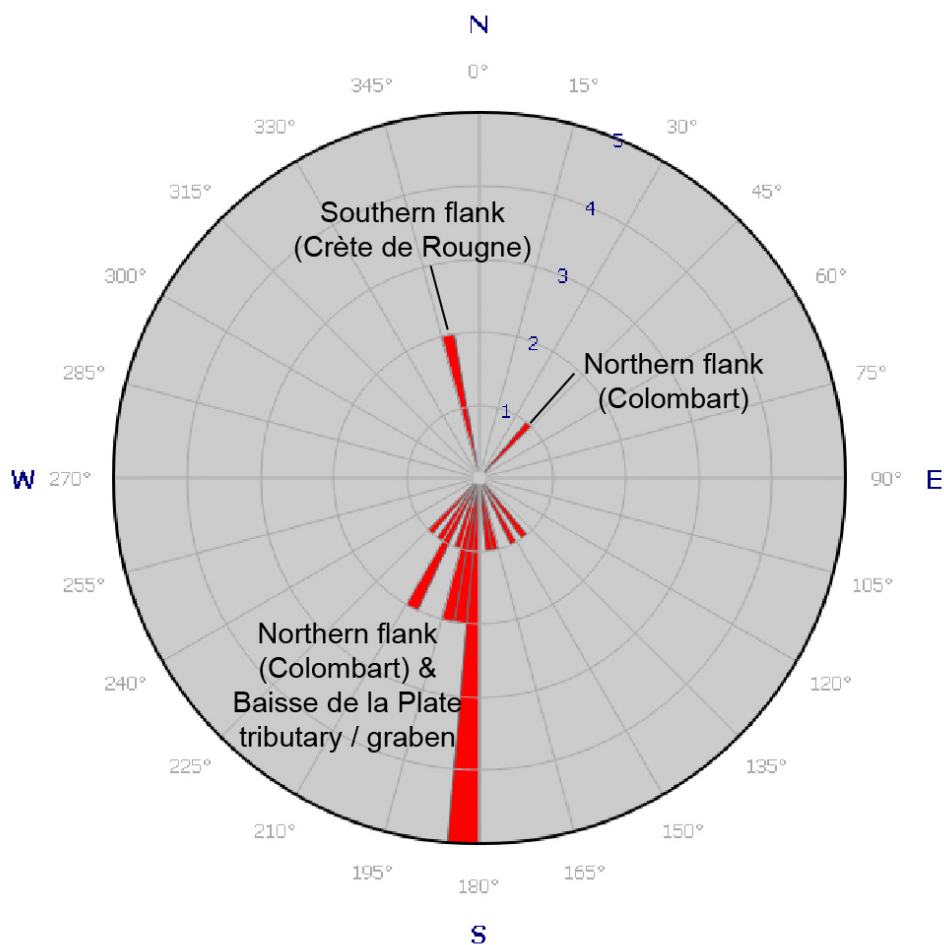 N
0°
345°
15°
330°
30°
5
315°
45°
4
Southern flank
(Crète de Rougne)
300°
60°
3
2
Northern flank
(Colombart)
285°
75°
1
W
270°
90°
E
255°
105°
Northern flank
(Colombart) &
Baisse de la Plate
tributary / graben
240°
120°
225°
135°
210°
150°
195°
165°
180°
S